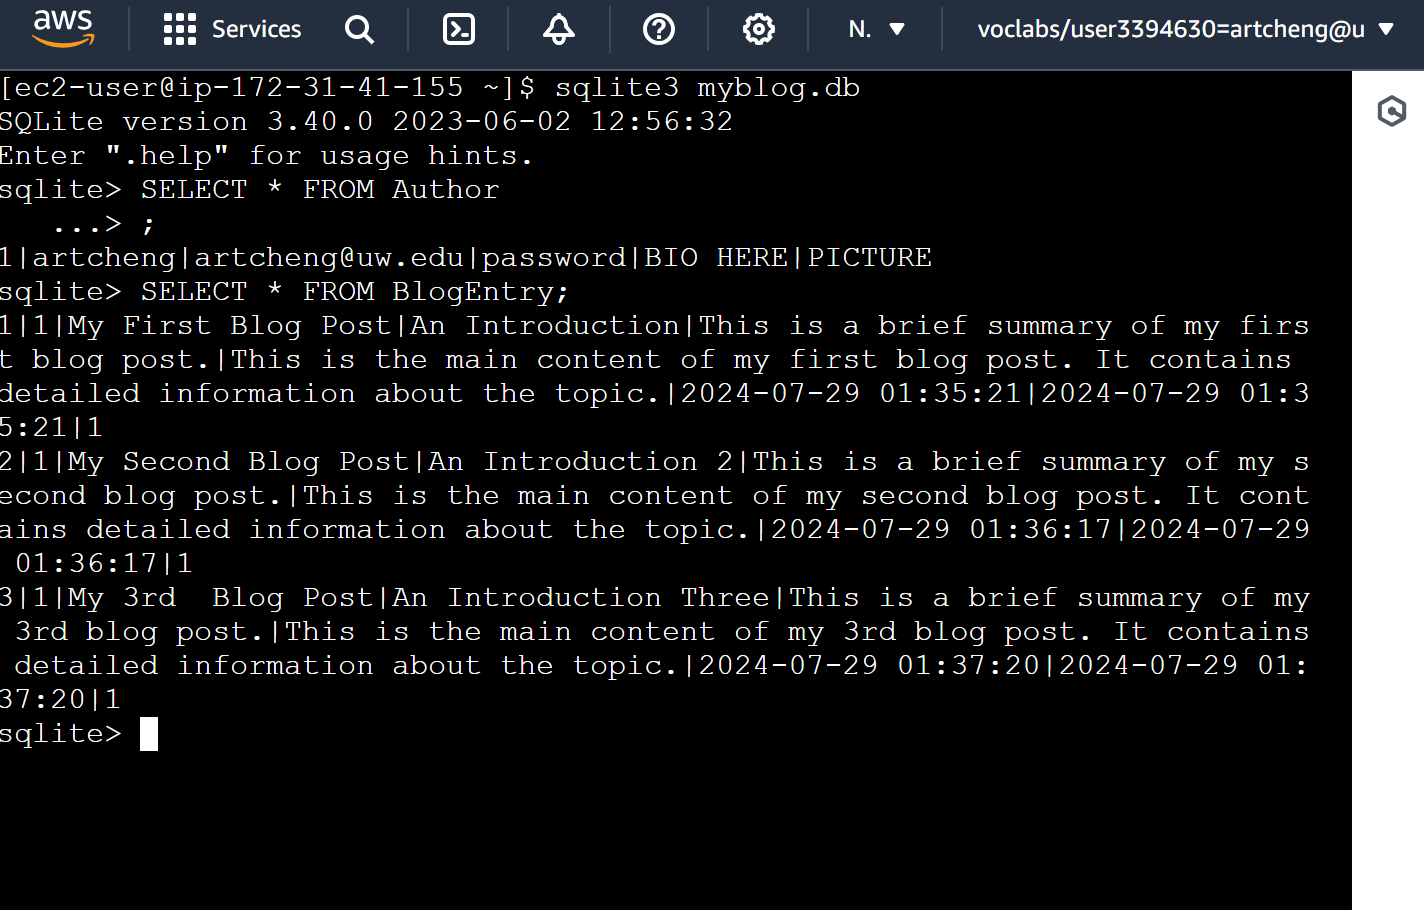 aws Services N. voclabs/user3394630=artcheng@u
[ec2-user@ip-172-31-41-155 ~]$ sqlite3 myblog.db
SQLite version 3.40.0 2023-06-02 12:56:32
Enter ".help" for usage hints.
sqlite> SELECT * FROM Author
   ...> ;
1|artcheng|artcheng@uw.edu|password|BIO HERE|PICTURE
sqlite> SELECT * FROM BlogEntry;
1|1|My First Blog Post|An Introduction|This is a brief summary of my firs
t blog post.|This is the main content of my first blog post. It contains
detailed information about the topic.|2024-07-29 01:35:21|2024-07-29 01:3
5:21|1
2|1|My Second Blog Post|An Introduction 2|This is a brief summary of my s
econd blog post.|This is the main content of my second blog post. It cont
ains detailed information about the topic.|2024-07-29 01:36:17|2024-07-29
 01:36:17|1
3|1|My 3rd  Blog Post|An Introduction Three|This is a brief summary of my
 3rd blog post.|This is the main content of my 3rd blog post. It contains
 detailed information about the topic.|2024-07-29 01:37:20|2024-07-29 01:
37:20|1
sqlite>